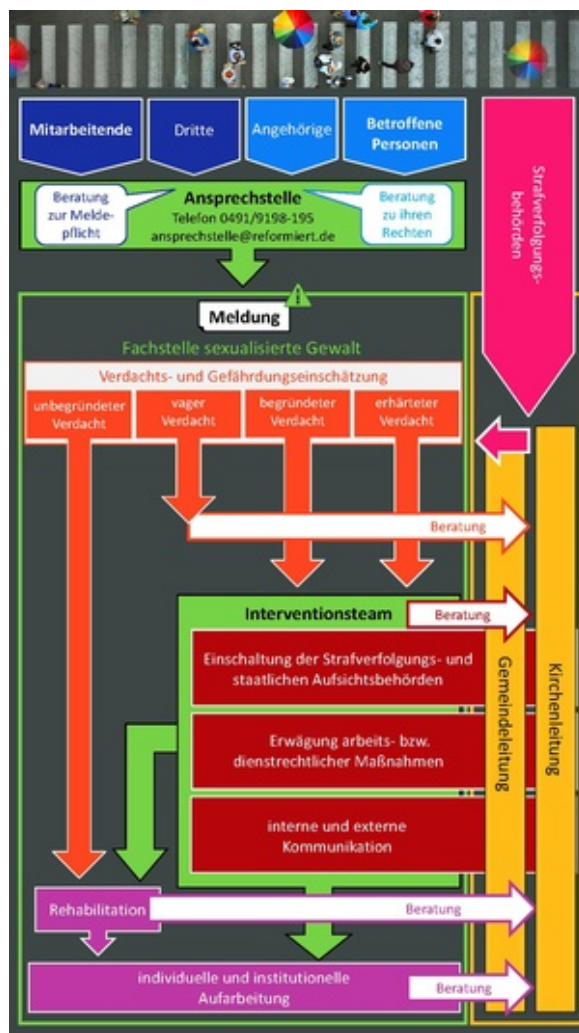 Mitarbeitende
Dritte
Angehörige
Betroffene
Personen
Strafverfolgungs-
behörden
Ansprechstelle
Telefon 0491/9198-195
ansprechstelle@reformiert.de
Beratung
zur Melde-
pflicht
Beratung
zu ihren
Rechten
Meldung
Fachstelle sexualisierte Gewalt
Verdachts- und Gefährdungseinschätzung
unbegründeter
Verdacht
vager
Verdacht
begründeter
Verdacht
erhärteter
Verdacht
Beratung
Interventionsteam
Beratung
Einschaltung der Strafverfolgungs- und
staatlichen Aufsichtsbehörden
Erwägung arbeits- bzw.
dienstrechtlicher Maßnahmen
interne und externe
Kommunikation
Gemeindeleitung
Kirchenleitung
Rehabilitation
Beratung
individuelle und institutionelle
Aufarbeitung
Beratung